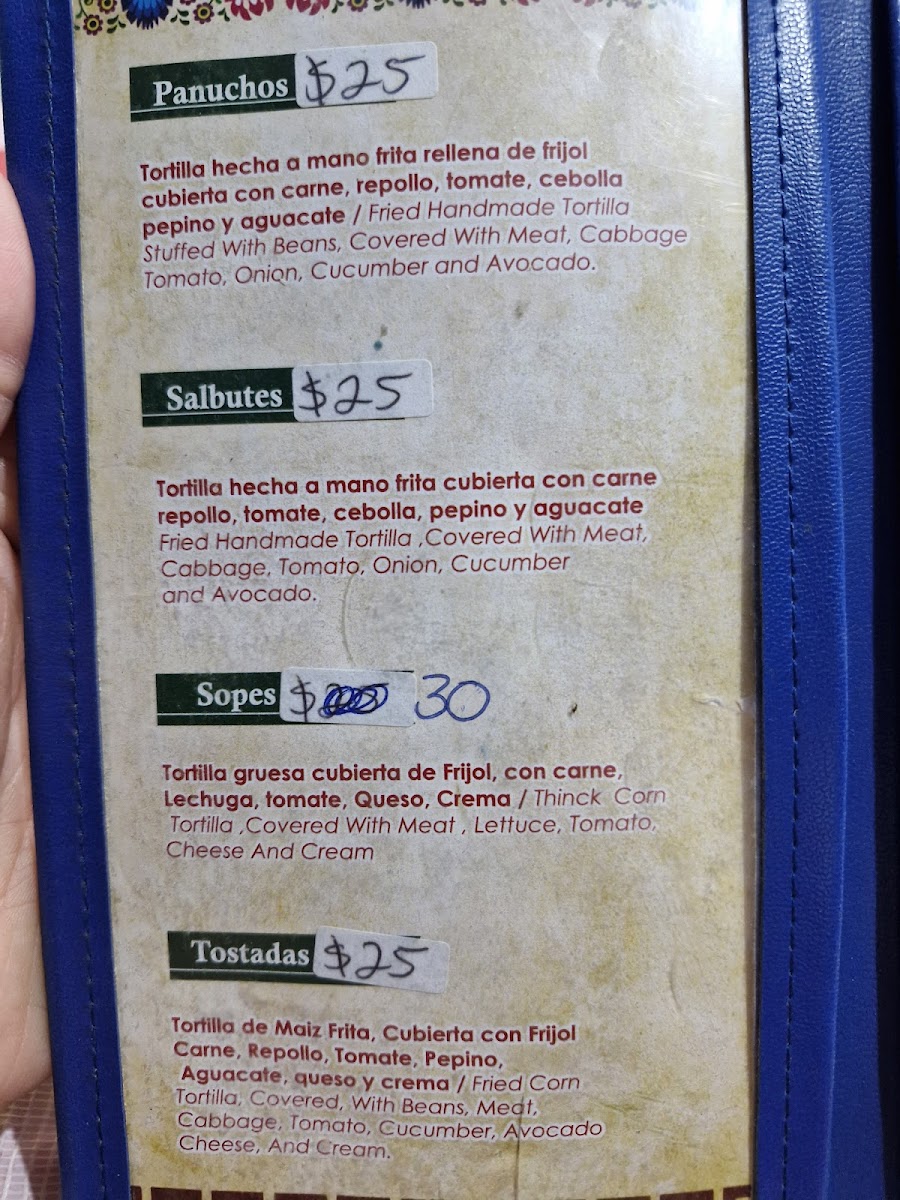 Panuchos $25
Tortilla hecha a mano frita rellena de frijol
cubierta con carne, repollo, tomate, cebolla
pepino y aguacate / Fried Handmade Tortilla
Stuffed With Beans, Covered With Meat, Cabbage
Tomato, Onion, Cucumber and Avocado.
Salbutes $25
Tortilla hecha a mano frita cubierta con carne
repollo, tomate, cebolla, pepino y aguacate
Fried Handmade Tortilla ,Covered With Meat,
Cabbage, Tomato, Onion, Cucumber
and Avocado.
Sopes $ 30
Tortilla gruesa cubierta de Frijol, con carne,
Lechuga, tomate, Queso, Crema / Thinck Corn
Tortilla ,Covered With Meat , Lettuce, Tomato,
Cheese And Cream
Tostadas $25
Tortilla de Maiz Frita, Cubierta con Frijol
Carne, Repollo, Tomate, Pepino,
Aguacate, queso y crema / Fried Corn
Tortilla, Covered, With Beans, Meat,
Cabbage, Tomato, Cucumber, Avocado
Cheese, And Cream.